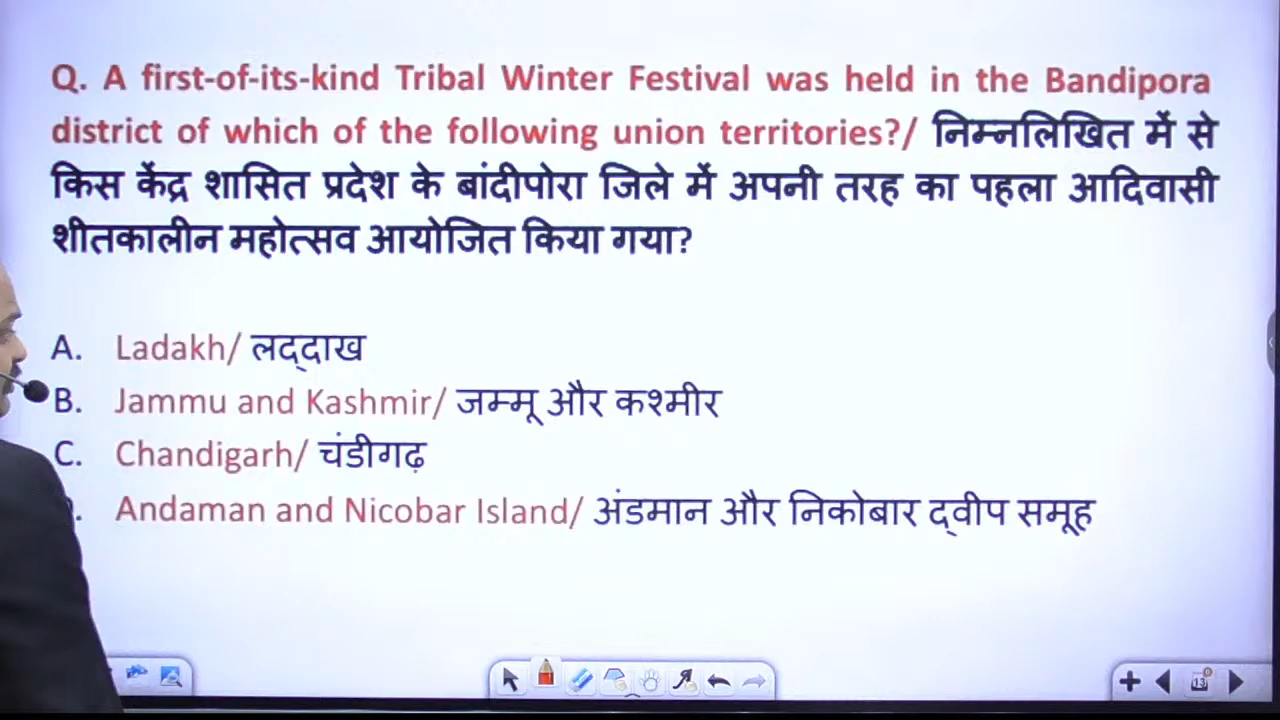 Q. A first-of-its-kind Tribal Winter Festival was held in the Bandipora
district of which of the following union territories?/ निम्नलिखित में से
किस केंद्र शासित प्रदेश के बांदीपोरा जिले में अपनी तरह का पहला आदिवासी
शीतकालीन महोत्सव आयोजित किया गया?
A. Ladakh/ लद्दाख
B. Jammu and Kashmir/ जम्मू और कश्मीर
C. Chandigarh/ चंडीगढ़
Andaman and Nicobar Island/ अंडमान और निकोबार द्वीप समूह
13